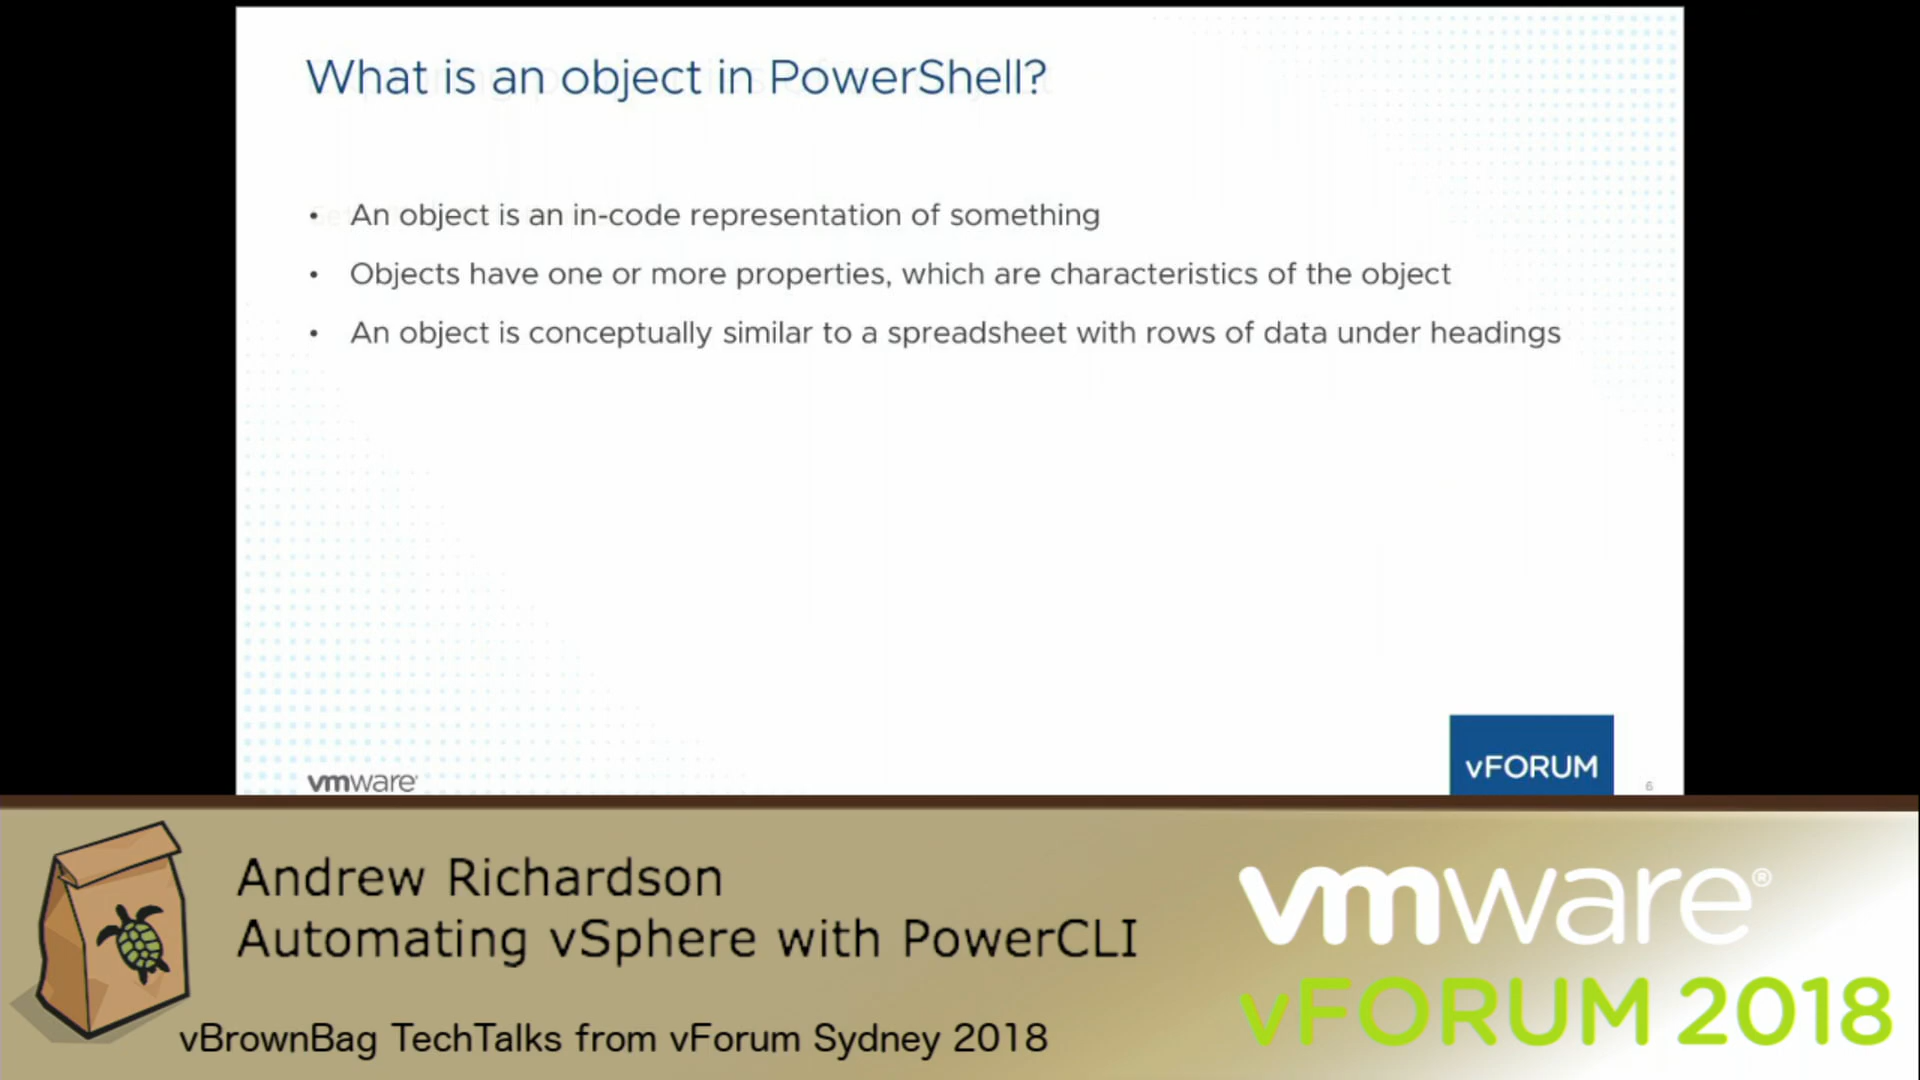 What is an object in PowerShell?
• An object is an in-code representation of something
• Objects have one or more properties, which are characteristics of the object
• An object is conceptually similar to a spreadsheet with rows of data under headings
vmware
vFORUM
6
Andrew Richardson
Automating vSphere with PowerCLI
vBrownBag TechTalks from vForum Sydney 2018
vmware®
vFORUM 2018